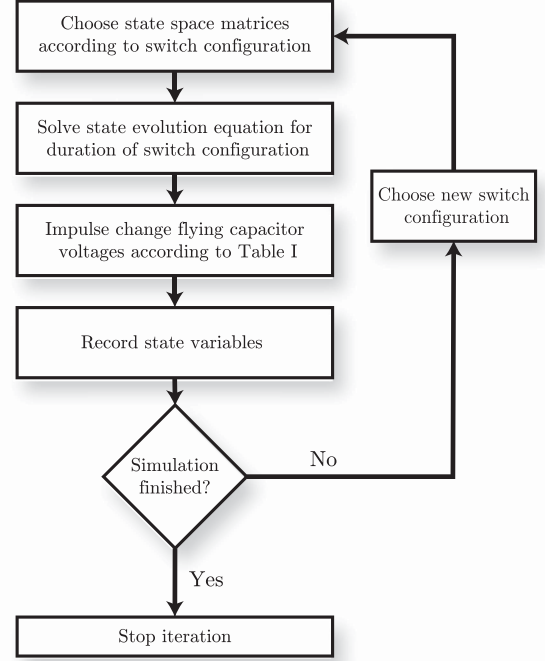 Choose state space matrices
according to switch configuration
Solve state evolution equation for
duration of switch configuration
Choose new switch
configuration
Impulse change flying capacitor
voltages according to Table I
Record state variables
Simulation
finished?
No
Yes
Stop iteration